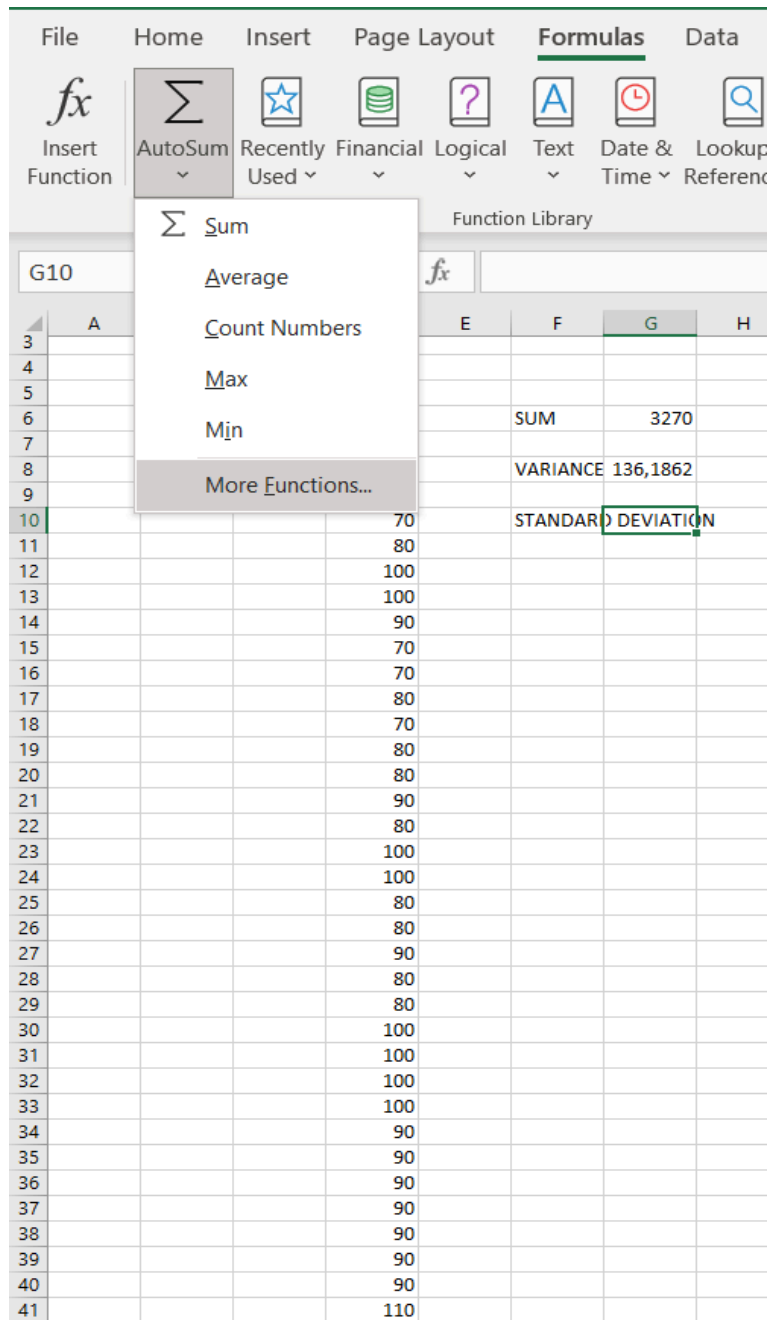 File Home Insert Page Layout Formulas Data
fx Σ
Insert Function
AutoSum
Recently Used
Financial
Logical
Text
Date & Time
Lookup Referenc
Function Library
Σ Sum
Average
Count Numbers
Max
Min
More Functions...
G10 fx
A E F G H
3
4
5
6 SUM 3270
7
8 VARIANCE 136,1862
9
10 70 STANDARD DEVIATION
11 80
12 100
13 100
14 90
15 70
16 70
17 80
18 70
19 80
20 80
21 90
22 80
23 100
24 100
25 80
26 80
27 90
28 80
29 80
30 100
31 100
32 100
33 100
34 90
35 90
36 90
37 90
38 90
39 90
40 90
41 110